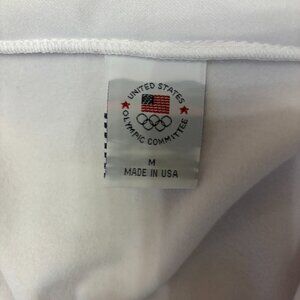 UNITED STATES
OLYMPIC COMMITTEE
M
MADE IN USA